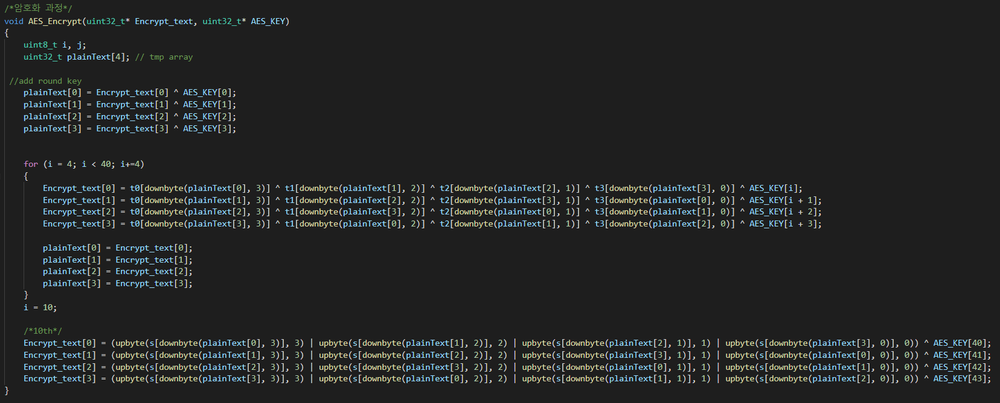 /*암호화 과정*/
void AES_Encrypt(uint32_t* Encrypt_text, uint32_t* AES_KEY)
{
    uint8_t i, j;
    uint32_t plainText[4]; // tmp array
 //add round key
    plainText[0] = Encrypt_text[0] ^ AES_KEY[0];
    plainText[1] = Encrypt_text[1] ^ AES_KEY[1];
    plainText[2] = Encrypt_text[2] ^ AES_KEY[2];
    plainText[3] = Encrypt_text[3] ^ AES_KEY[3];
    for (i = 4; i < 40; i+=4)
    {
        Encrypt_text[0] = t0[downbyte(plainText[0], 3)] ^ t1[downbyte(plainText[1], 2)] ^ t2[downbyte(plainText[2], 1)] ^ t3[downbyte(plainText[3], 0)] ^ AES_KEY[i];
        Encrypt_text[1] = t0[downbyte(plainText[1], 3)] ^ t1[downbyte(plainText[2], 2)] ^ t2[downbyte(plainText[3], 1)] ^ t3[downbyte(plainText[0], 0)] ^ AES_KEY[i + 1];
        Encrypt_text[2] = t0[downbyte(plainText[2], 3)] ^ t1[downbyte(plainText[3], 2)] ^ t2[downbyte(plainText[0], 1)] ^ t3[downbyte(plainText[1], 0)] ^ AES_KEY[i + 2];
        Encrypt_text[3] = t0[downbyte(plainText[3], 3)] ^ t1[downbyte(plainText[0], 2)] ^ t2[downbyte(plainText[1], 1)] ^ t3[downbyte(plainText[2], 0)] ^ AES_KEY[i + 3];
        plainText[0] = Encrypt_text[0];
        plainText[1] = Encrypt_text[1];
        plainText[2] = Encrypt_text[2];
        plainText[3] = Encrypt_text[3];
    }
    i = 10;
    /*10th*/
    Encrypt_text[0] = (upbyte(s[downbyte(plainText[0], 3)], 3) | upbyte(s[downbyte(plainText[1], 2)], 2) | upbyte(s[downbyte(plainText[2], 1)], 1) | upbyte(s[downbyte(plainText[3], 0)], 0)) ^ AES_KEY[40];
    Encrypt_text[1] = (upbyte(s[downbyte(plainText[1], 3)], 3) | upbyte(s[downbyte(plainText[2], 2)], 2) | upbyte(s[downbyte(plainText[3], 1)], 1) | upbyte(s[downbyte(plainText[0], 0)], 0)) ^ AES_KEY[41];
    Encrypt_text[2] = (upbyte(s[downbyte(plainText[2], 3)], 3) | upbyte(s[downbyte(plainText[3], 2)], 2) | upbyte(s[downbyte(plainText[0], 1)], 1) | upbyte(s[downbyte(plainText[1], 0)], 0)) ^ AES_KEY[42];
    Encrypt_text[3] = (upbyte(s[downbyte(plainText[3], 3)], 3) | upbyte(s[downbyte(plainText[0], 2)], 2) | upbyte(s[downbyte(plainText[1], 1)], 1) | upbyte(s[downbyte(plainText[2], 0)], 0)) ^ AES_KEY[43];
}